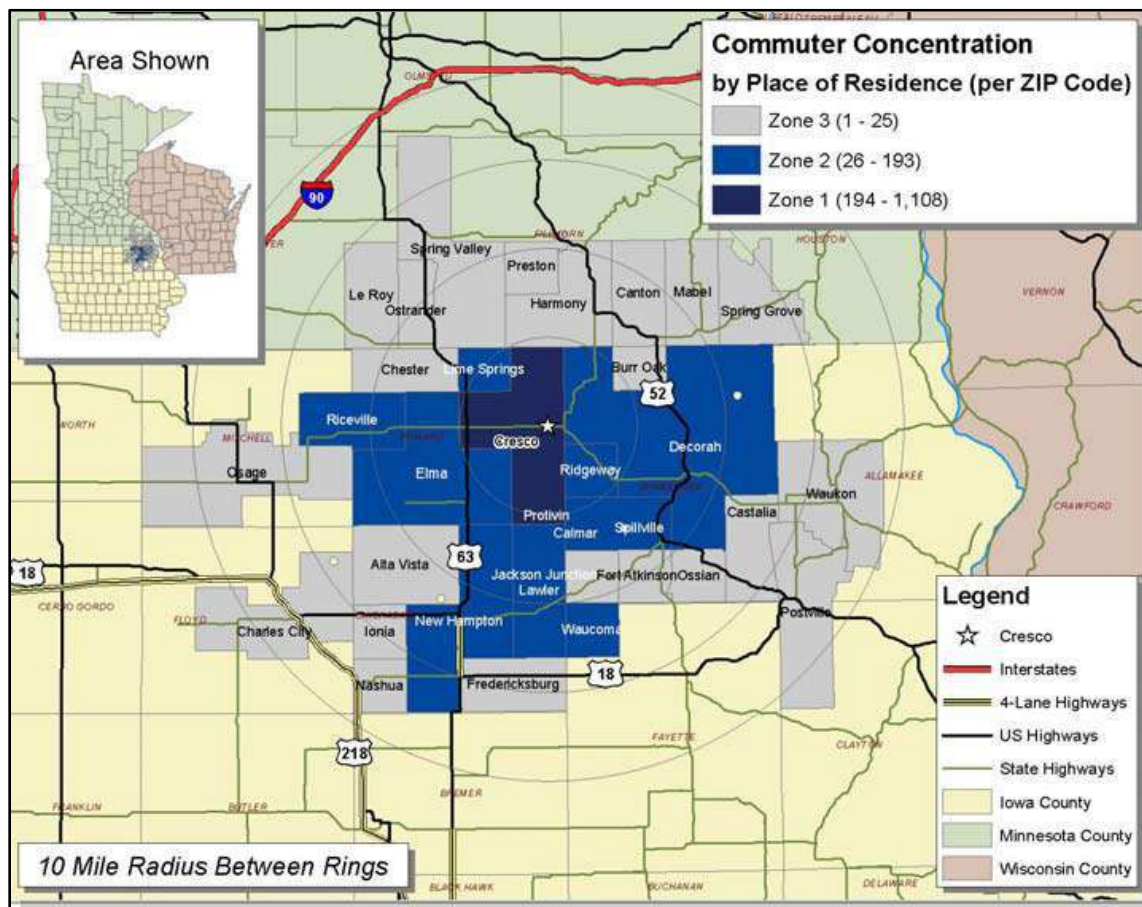 Area Shown
Commuter Concentration
by Place of Residence (per ZIP Code)
Zone 3 (1 - 25)
Zone 2 (26 - 193)
Zone 1 (194 - 1,108)
90
Spring Valley
Preston
HOUSTON
Le Roy
Ostrander
Harmony
Canton
Mabel
Spring Grove
VERNON
Chester
Lime Springs
Burr Oak
52
Riceville
WORTH
MITCHELL
Cresco
Decorah
Osage
Elma
Ridgeway
ALLAMAKEE
Waukon
CRAWFORD
Protivin
Calmar
Spillville
Castalia
18
63
Alta Vista
Jackson Junction
Lawler
Fort Atkinson
Ossian
CERRO GORDO
FLOYD
Charles City
Ionia
New Hampton
Waucoma
Postville
Nashua
Fredericksburg
18
218
FAYETTE
CLAYTON
BREMER
FRANKLIN
BUTLER
BLACK HAWK
BUCHANAN
DELAWARE
10 Mile Radius Between Rings
Legend
Cresco
Interstates
4-Lane Highways
US Highways
State Highways
Iowa County
Minnesota County
Wisconsin County